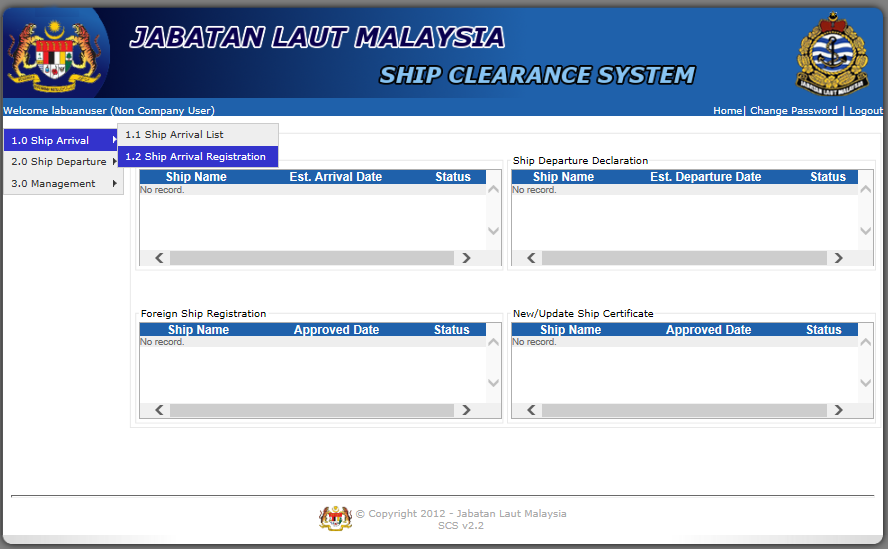 JABATAN LAUT MALAYSIA
SHIP CLEARANCE SYSTEM
Welcome labuanuser (Non Company User)
Home| Change Password | Logout
1.0 Ship Arrival
1.1 Ship Arrival List
1.2 Ship Arrival Registration
2.0 Ship Departure
3.0 Management
Ship Name Est. Arrival Date Status
No record.
Ship Departure Declaration
Ship Name Est. Departure Date Status
No record.
Foreign Ship Registration
Ship Name Approved Date Status
No record.
New/Update Ship Certificate
Ship Name Approved Date Status
No record.
© Copyright 2012 - Jabatan Laut Malaysia
SCS v2.2